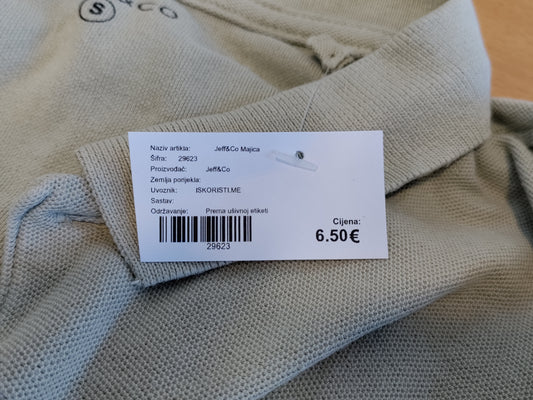 S &CO
Naziv artikla: Jeff&Co Majica
Šifra: 29623
Proizvođač: Jeff&Co
Zemlja porijekla:
Uvoznik: ISKORISTI.ME
Sastav:
Održavanje: Prema ušivnoj etiketi
29623
Cijena:
6.50€